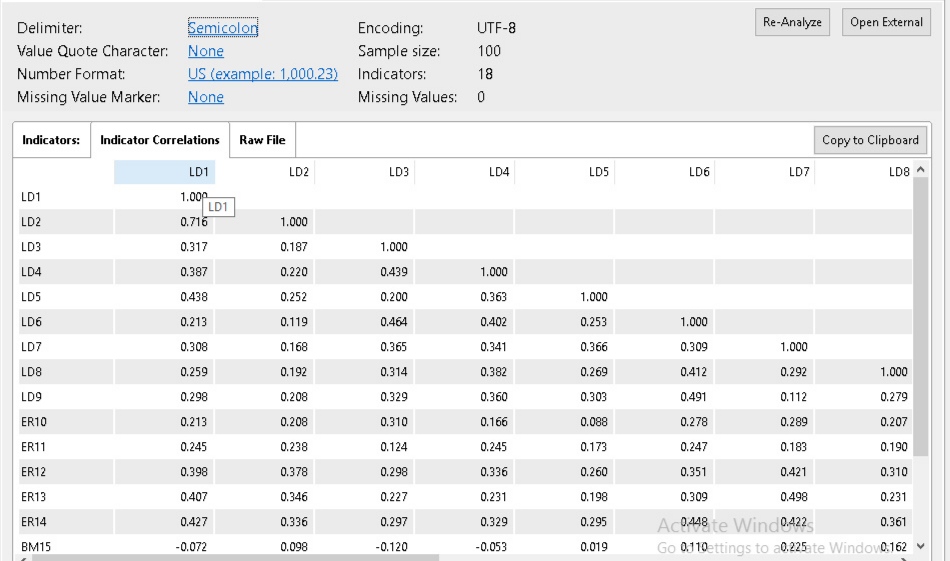 Delimiter: Semicolon Encoding: UTF-8 Re-Analyze Open External
Value Quote Character: None Sample size: 100
Number Format: US (example: 1,000.23) Indicators: 18
Missing Value Marker: None Missing Values: 0
Indicators: Indicator Correlations Raw File Copy to Clipboard
LD1 LD2 LD3 LD4 LD5 LD6 LD7 LD8
LD1 1.000
LD1
LD2 0.716 1.000
LD3 0.317 0.187 1.000
LD4 0.387 0.220 0.439 1.000
LD5 0.438 0.252 0.200 0.363 1.000
LD6 0.213 0.119 0.464 0.402 0.253 1.000
LD7 0.308 0.168 0.365 0.341 0.366 0.309 1.000
LD8 0.259 0.192 0.314 0.382 0.269 0.412 0.292 1.000
LD9 0.298 0.208 0.329 0.360 0.303 0.491 0.112 0.279
ER10 0.213 0.208 0.310 0.166 0.088 0.278 0.289 0.207
ER11 0.245 0.238 0.124 0.245 0.173 0.247 0.183 0.190
ER12 0.398 0.378 0.298 0.336 0.260 0.351 0.421 0.310
ER13 0.407 0.346 0.227 0.231 0.198 0.309 0.498 0.231
ER14 0.427 0.336 0.297 0.329 0.295 0.448 0.422 0.361
Activate Windows
BM15 -0.072 0.098 -0.120 -0.053 0.019 0.110 0.225 0.162
Go to Settings to activate Windows.